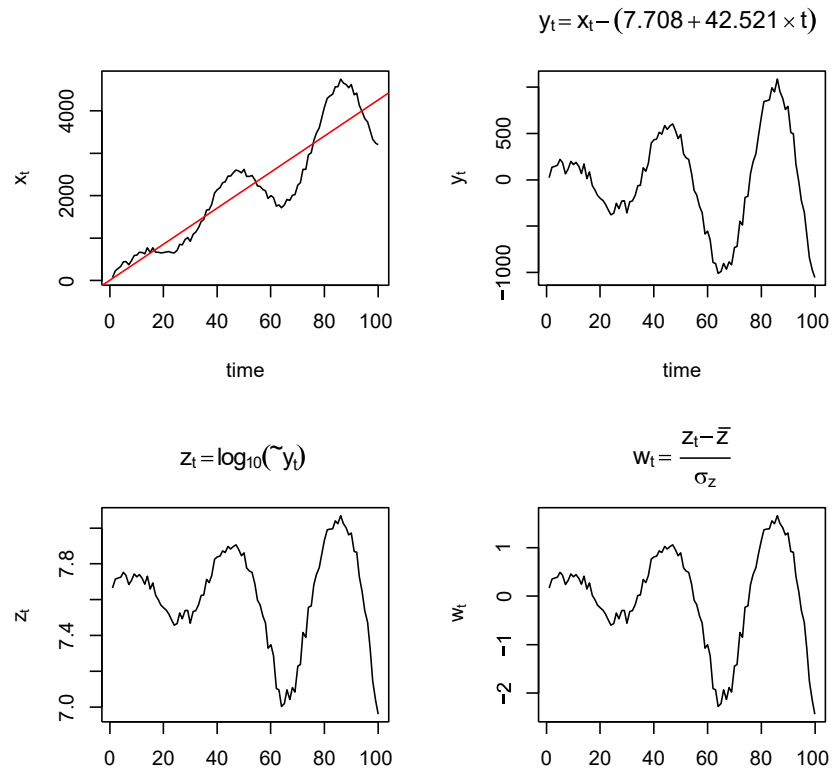 yt = xt − (7.708 + 42.521 × t)
xt
0 2000 4000
0 20 40 60 80 100
time
yt
−1000 0 500
0 20 40 60 80 100
time
zt = log10(~yt)
zt
7.0 7.4 7.8
0 20 40 60 80 100
wt = zt − z̄
σz
wt
−2 −1 0 1
0 20 40 60 80 100